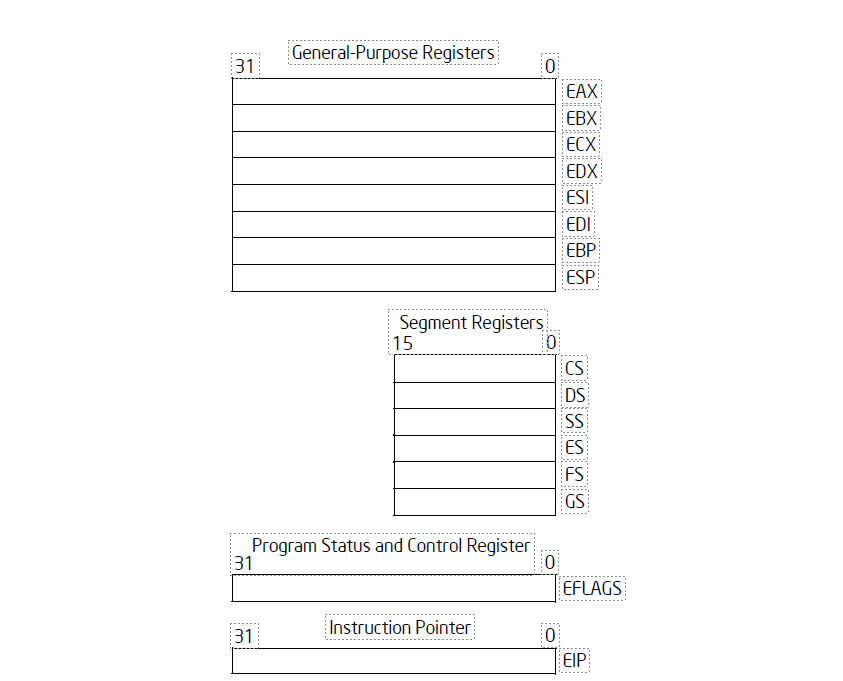 General-Purpose Registers
31 0
EAX
EBX
ECX
EDX
ESI
EDI
EBP
ESP
Segment Registers
15 0
CS
DS
SS
ES
FS
GS
Program Status and Control Register
31 0
EFLAGS
Instruction Pointer
31 0
EIP